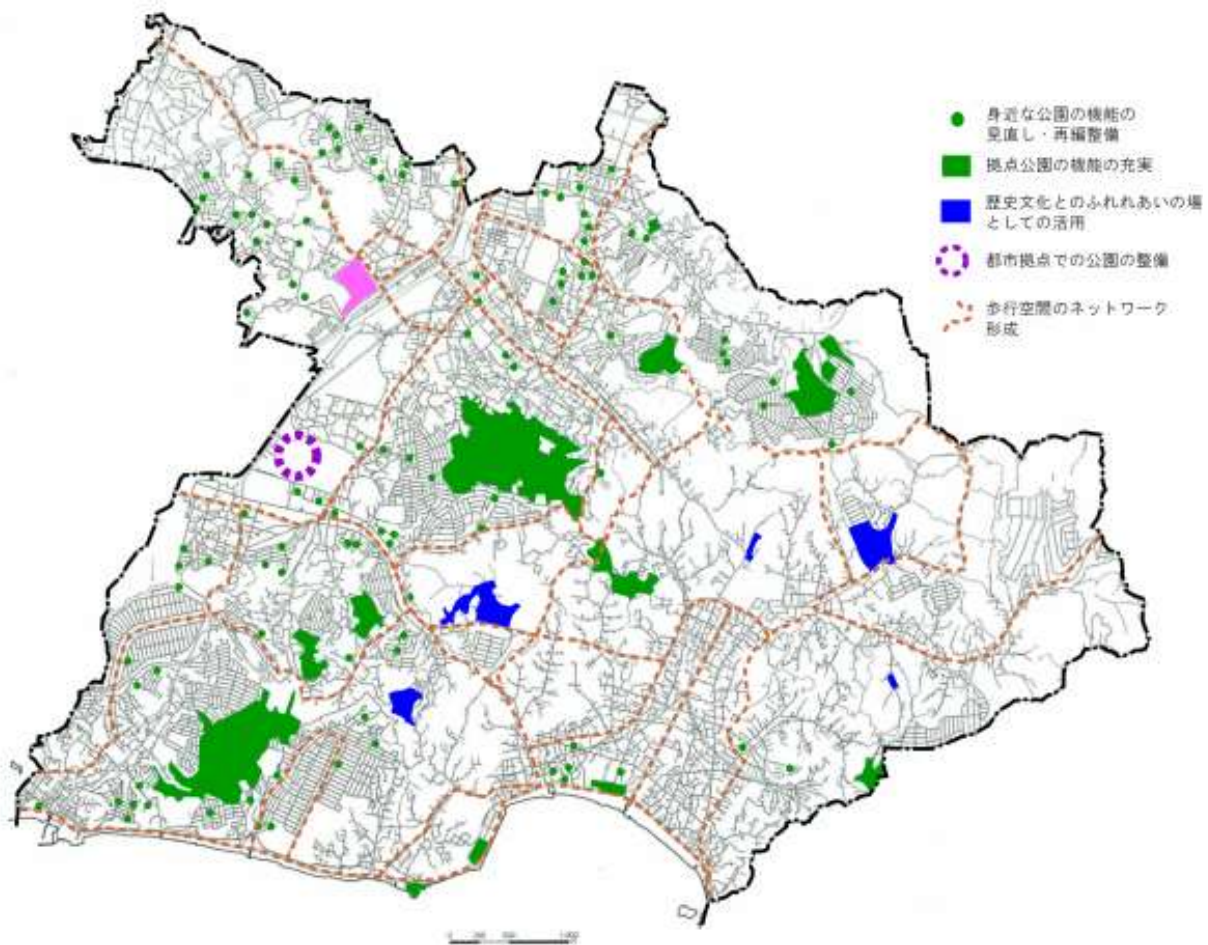 身近な公園の機能の
見直し・再編整備
拠点公園の機能の充実
歴史文化とのふれれあいの場
としての活用
都市拠点での公園の整備
歩行空間のネットワーク
形成